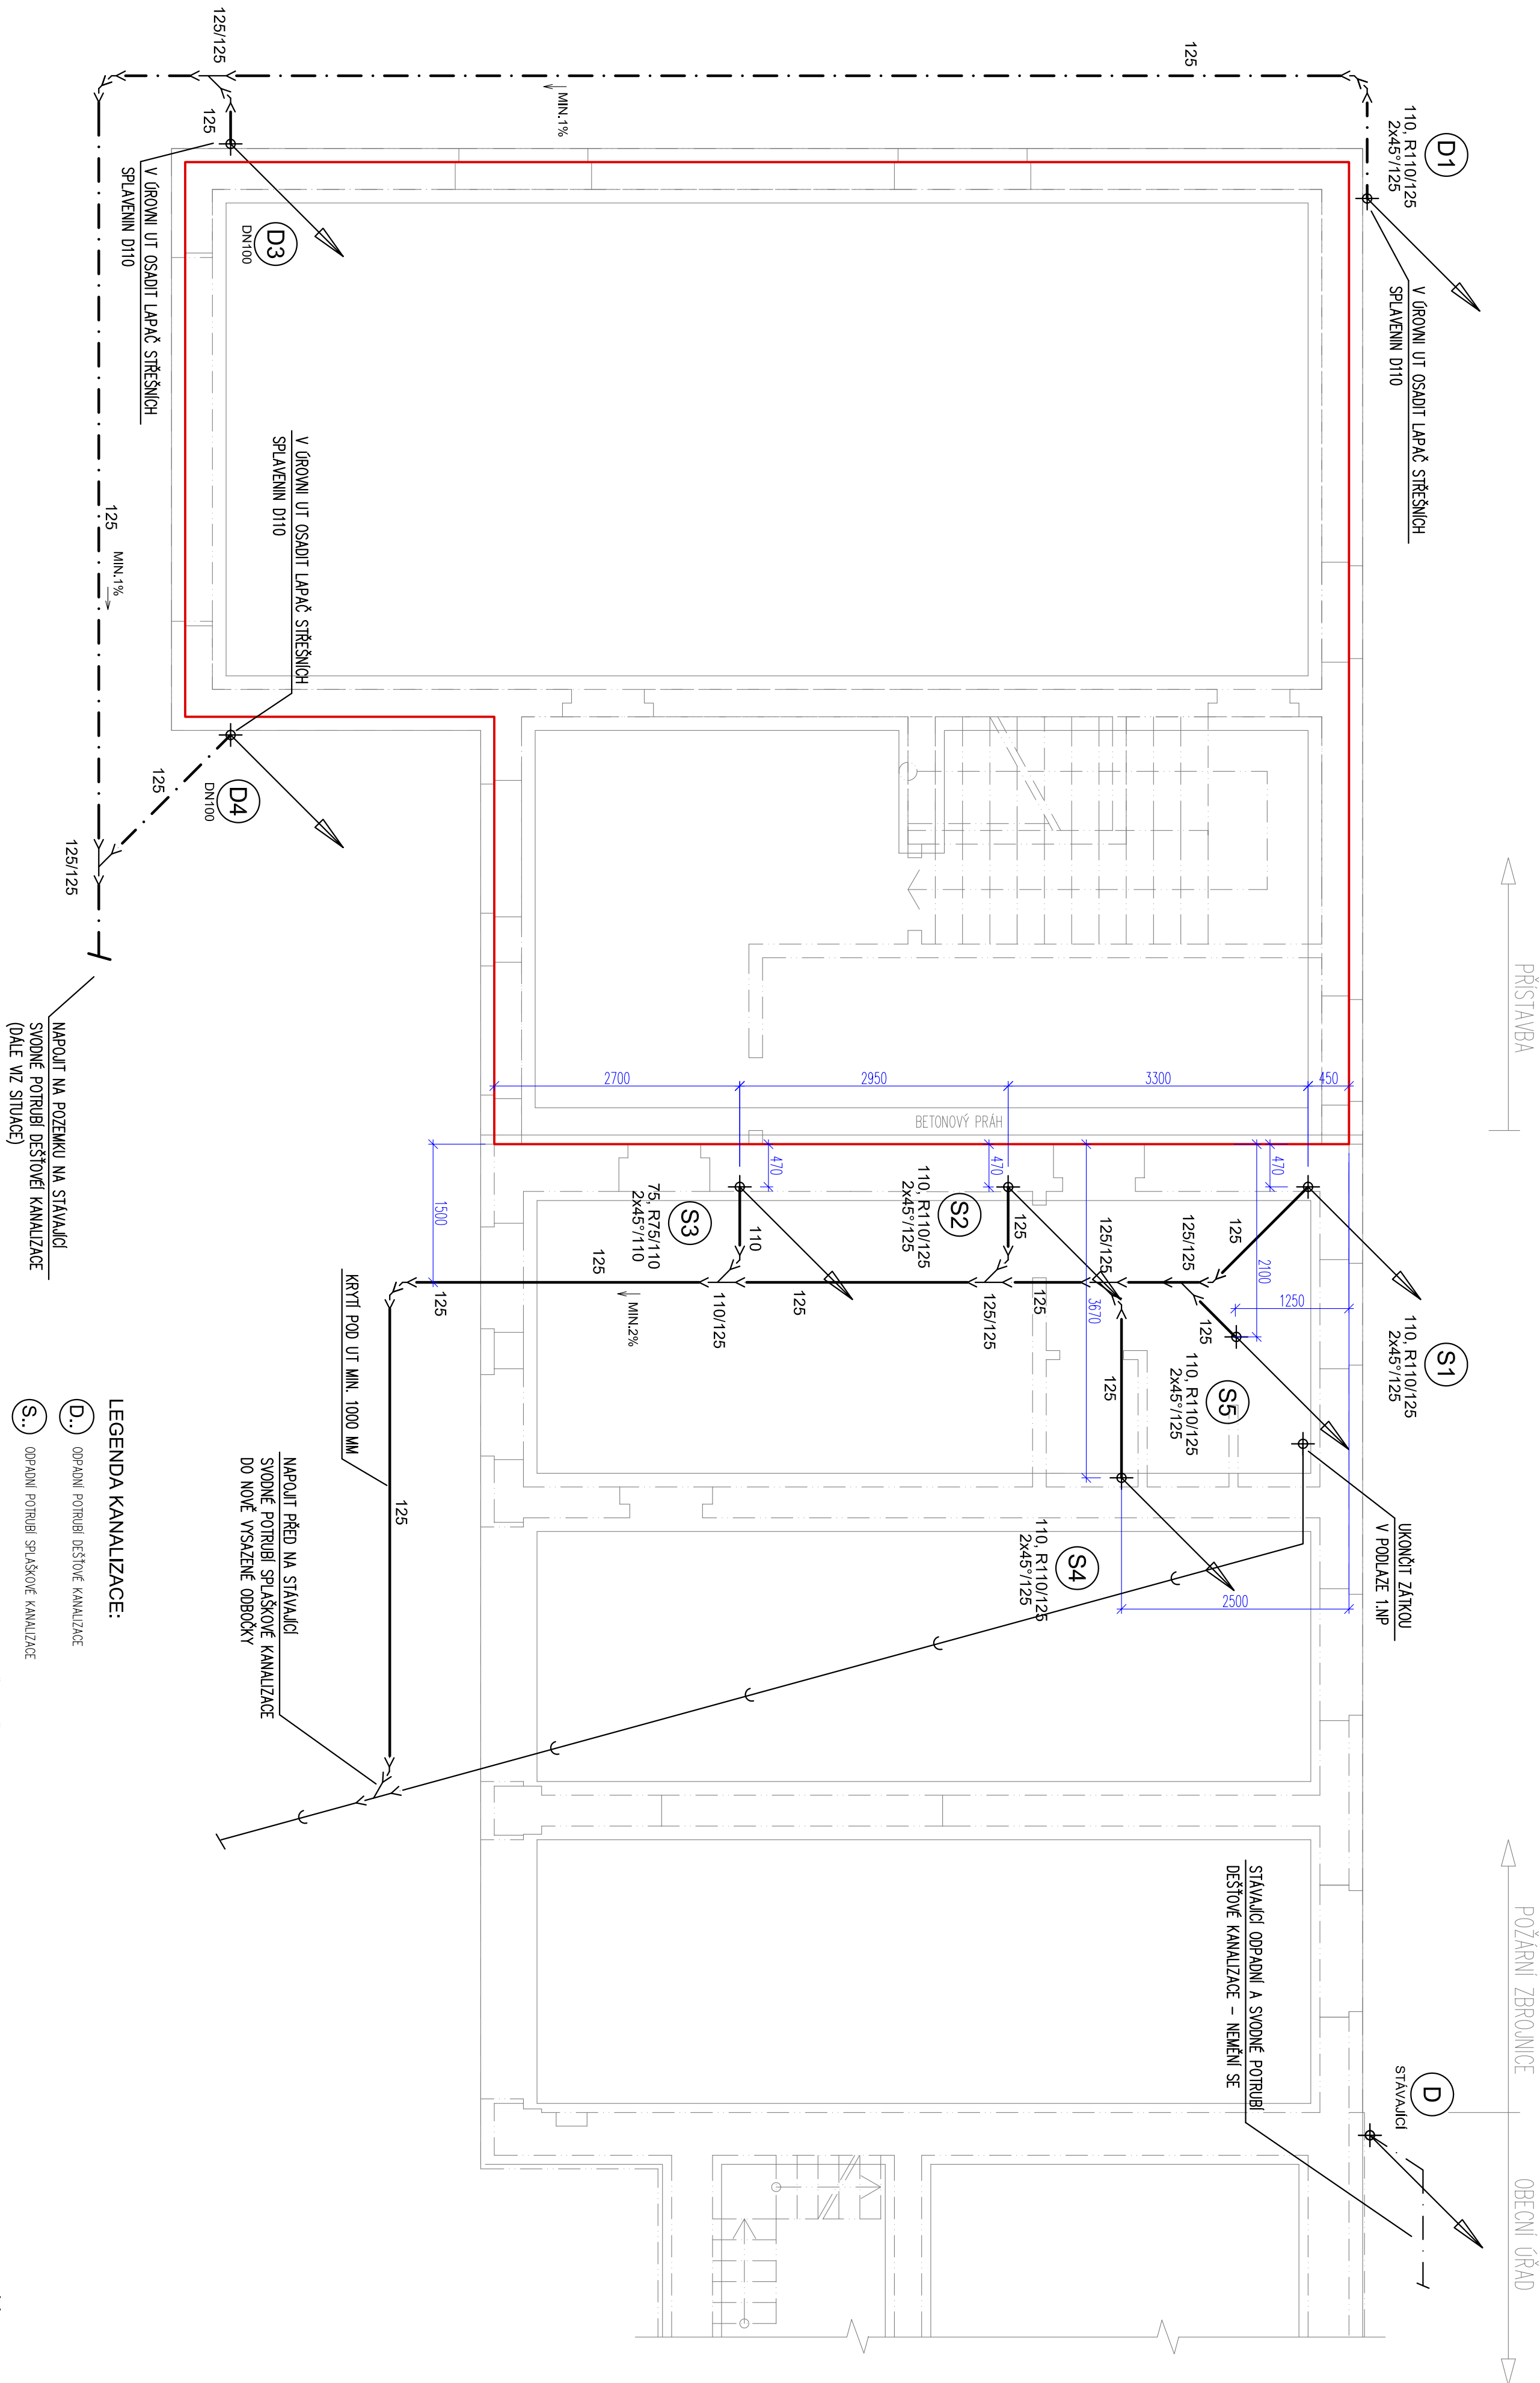 PŘÍSTAVBA
POŽÁRNÍ ZBROJNICE
OBECNÍ ÚŘAD
D1
110, R110/125
2x45°/125
V ÚROVNI UT OSADIT LAPAČ STŘEŠNÍCH
SPLAVENIN D110
S1
110, R110/125
2x45°/125
UKONČIT ZÁTKOU
V PODLAZE 1.NP
D
STÁVAJÍCÍ
STÁVAJÍCÍ ODPADNÍ A SVODNÉ POTRUBÍ
DEŠŤOVÉ KANALIZACE - NEMĚNÍ SE
125
450
3300
2950
2700
BETONOVÝ PRÁH
470
470
470
2100
1250
3670
2500
1500
S5
110, R110/125
2x45°/125
125
125
125/125
125/125
125
S4
110, R110/125
2x45°/125
S2
110, R110/125
2x45°/125
125
125
125/125
125
S3
75, R75/110
2x45°/110
110
110/125
MIN.2%
125
125
125
KRYTÍ POD UT MIN. 1000 MM
NAPOJIT PŘED NA STÁVAJÍCÍ
SVODNÉ POTRUBÍ SPLAŠKOVÉ KANALIZACE
DO NOVĚ VYSAZENÉ ODBOČKY
MIN.1%
125/125
125
D3
DN100
V ÚROVNI UT OSADIT LAPAČ STŘEŠNÍCH
SPLAVENIN D110
V ÚROVNI UT OSADIT LAPAČ STŘEŠNÍCH
SPLAVENIN D110
D4
DN100
125
125
MIN.1%
125/125
NAPOJIT NA POZEMKU NA STÁVAJÍCÍ
SVODNÉ POTRUBÍ DEŠŤOVÉÍ KANALIZACE
(DÁLE VIZ SITUACE)
LEGENDA KANALIZACE:
D.. ODPADNÍ POTRUBÍ DEŠŤOVÉ KANALIZACE
S.. ODPADNÍ POTRUBÍ SPLAŠKOVÉ KANALIZACE